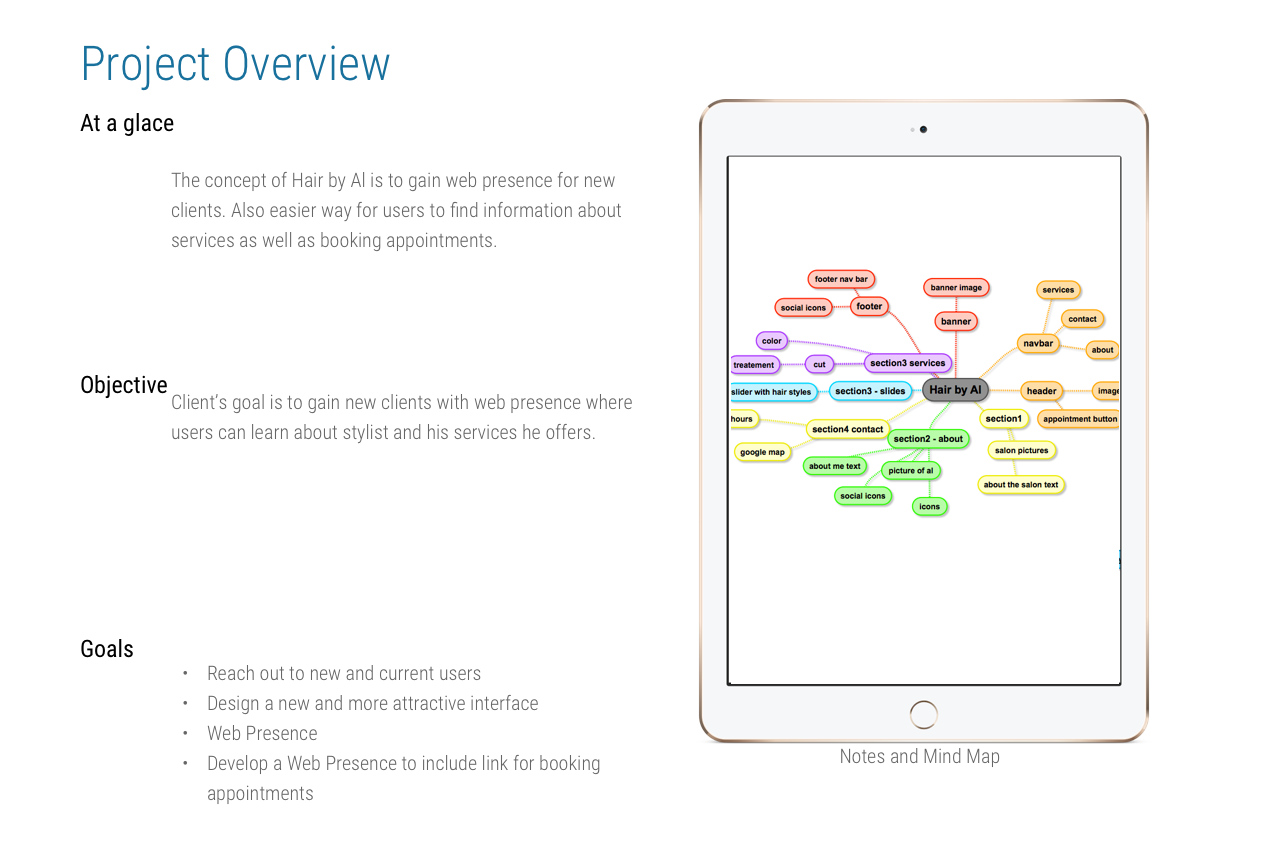 Project Overview
At a glace
The concept of Hair by Al is to gain web presence for new
clients. Also easier way for users to find information about
services as well as booking appointments.
Objective
Client's goal is to gain new clients with web presence where
users can learn about stylist and his services he offers.
Goals
• Reach out to new and current users
• Design a new and more attractive interface
• Web Presence
• Develop a Web Presence to include link for booking
appointments
footer nav bar
social icons
footer
banner image
banner
services
contact
navbar
about
color
treatement
cut
section3 services
slider with hair styles
section3 - slides
Hair by Al
header
image
appointment button
hours
google map
section4 contact
section2 - about
about me text
picture of al
social icons
icons
section1
salon pictures
about the salon text
Notes and Mind Map